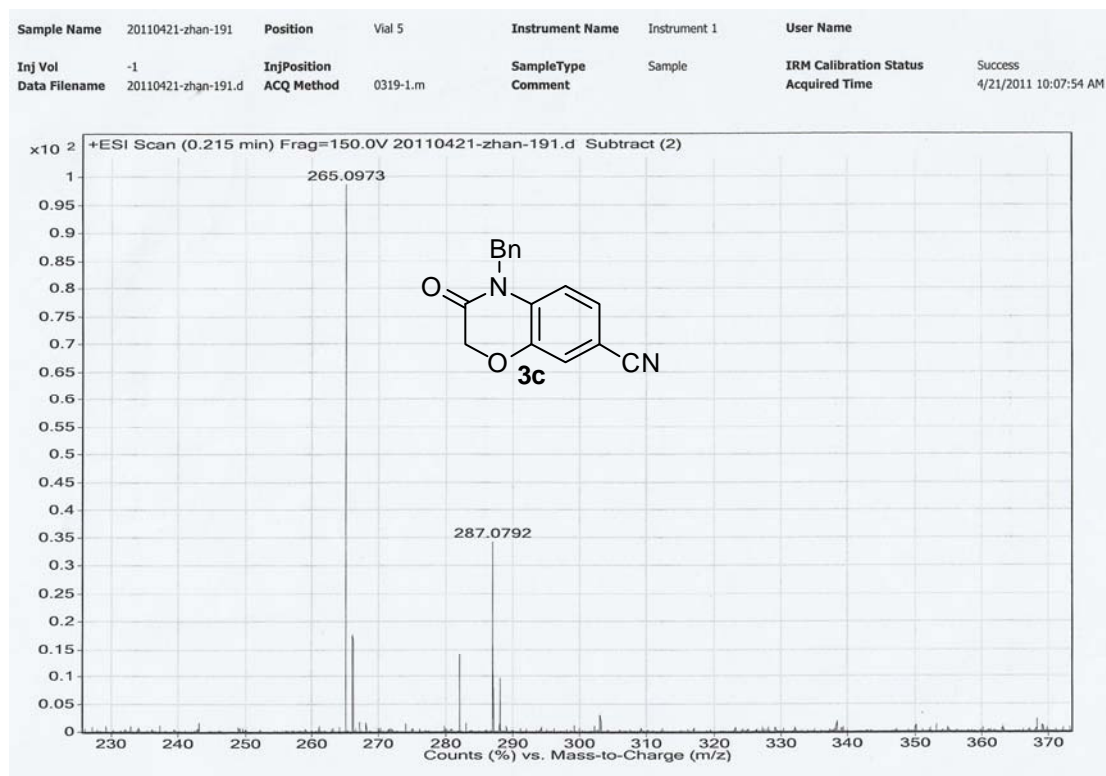 Sample Name 20110421-zhan-191 Position Vial 5 Instrument Name Instrument 1 User Name
Inj Vol -1 InjPosition SampleType Sample IRM Calibration Status Success
Data Filename 20110421-zhan-191.d ACQ Method 0319-1.m Comment Acquired Time 4/21/2011 10:07:54 AM
x10 2 +ESI Scan (0.215 min) Frag=150.0V 20110421-zhan-191.d Subtract (2)
1
265.0973
0.95
0.9
0.85
0.8
0.75
0.7
0.65
0.6
0.55
0.5
0.45
0.4
0.35
0.3
0.25
0.2
0.15
0.1
0.05
0
Bn
O N
O
3c
CN
287.0792
230 240 250 260 270 280 290 300 310 320 330 340 350 360 370
Counts (%) vs. Mass-to-Charge (m/z)